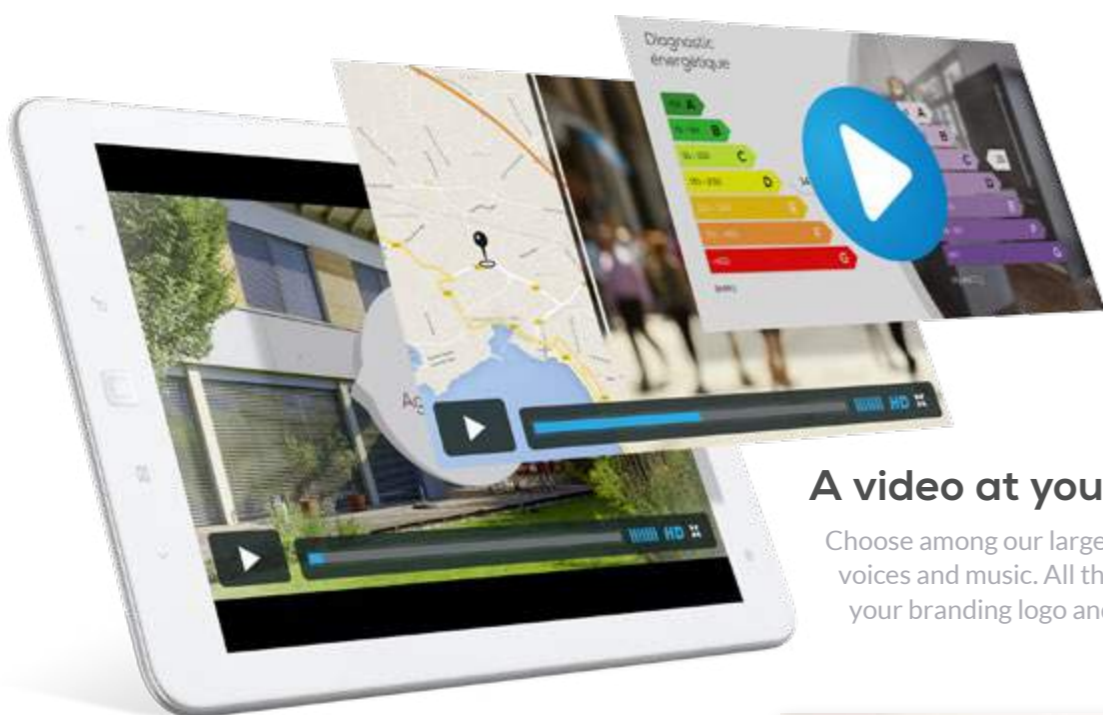 Diagnostic
énergétique
A
B
C
D
E
F
G
A
B
C
D
E
F
G
Ag
HD
HD
A video at you
Choose among our large
voices and music. All th
your branding logo and